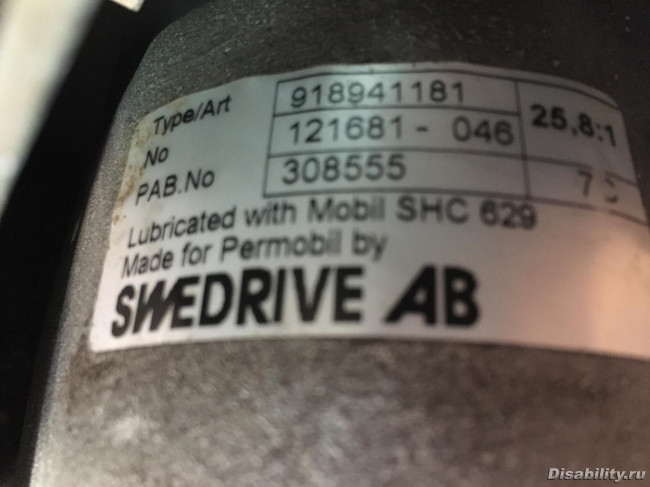 Type/Art 918941181 25,8:1
No 121681 - 046
PAB.No 308555
Lubricated with Mobil SHC 629
Made for Permobil by
SWEDRIVE AB
Disability.ru